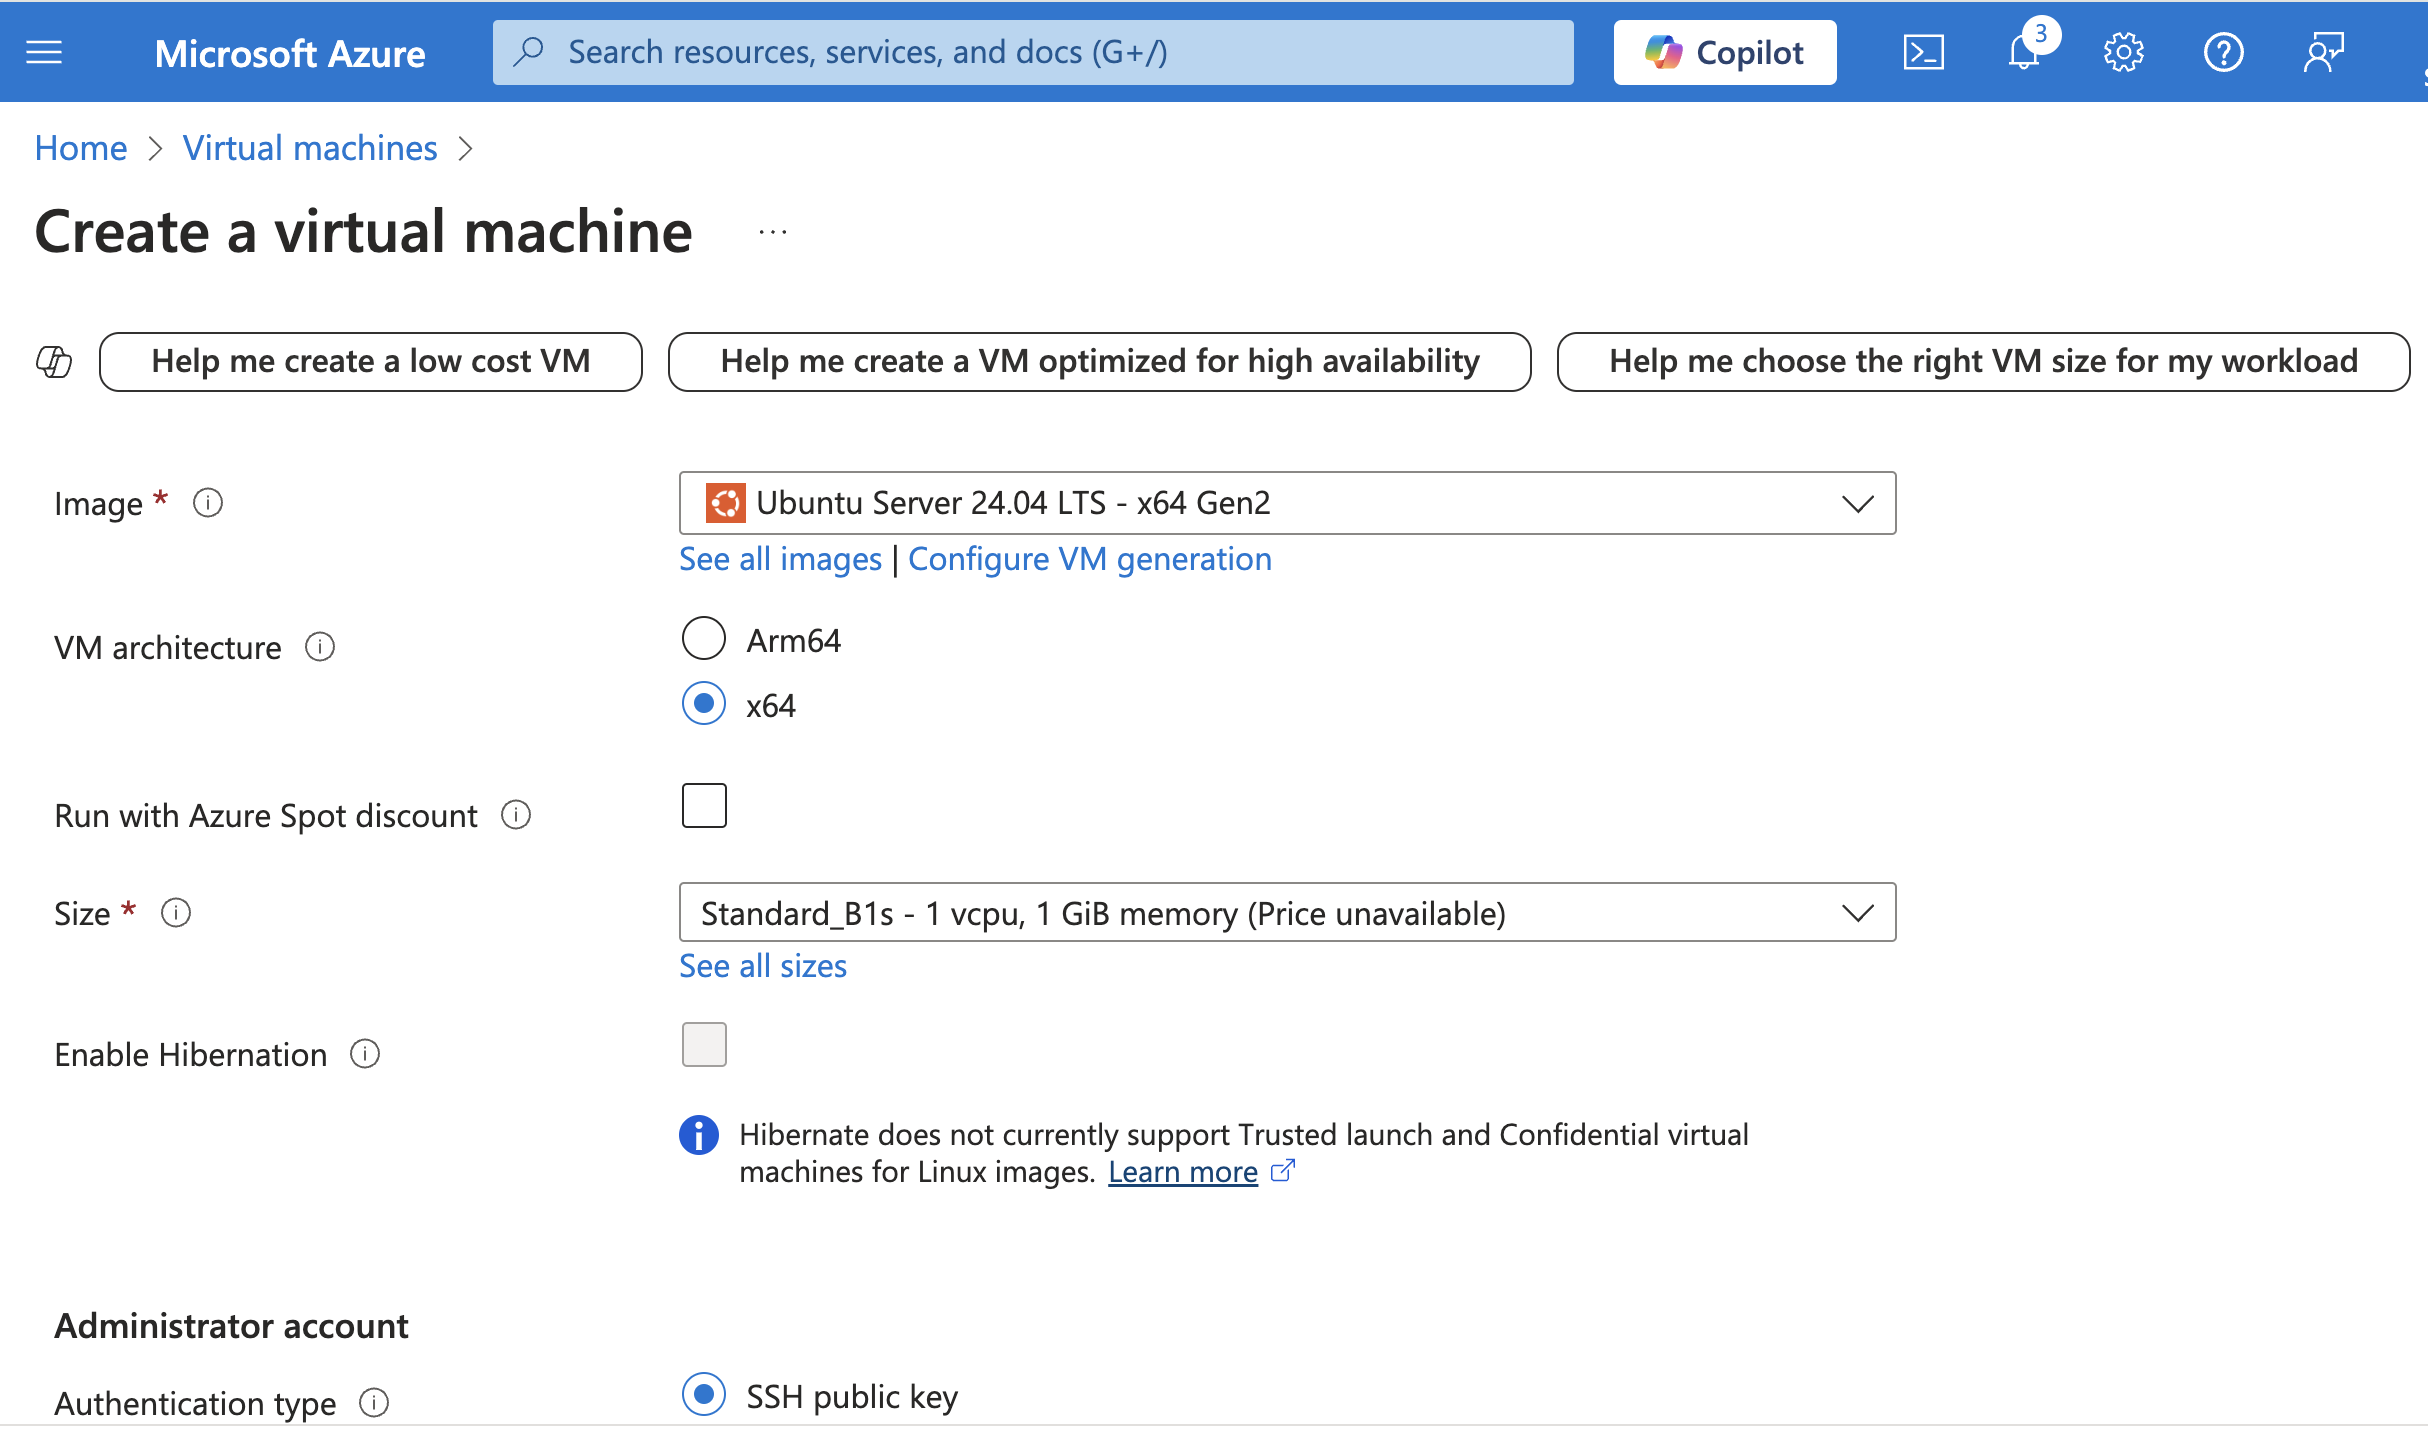 Microsoft Azure
Search resources, services, and docs (G+/)
Copilot
3
Home > Virtual machines >
Create a virtual machine ...
Help me create a low cost VM
Help me create a VM optimized for high availability
Help me choose the right VM size for my workload
Image *
Ubuntu Server 24.04 LTS - x64 Gen2
See all images | Configure VM generation
VM architecture
Arm64
x64
Run with Azure Spot discount
Size *
Standard_B1s - 1 vcpu, 1 GiB memory (Price unavailable)
See all sizes
Enable Hibernation
Hibernate does not currently support Trusted launch and Confidential virtual
machines for Linux images. Learn more
Administrator account
Authentication type
SSH public key